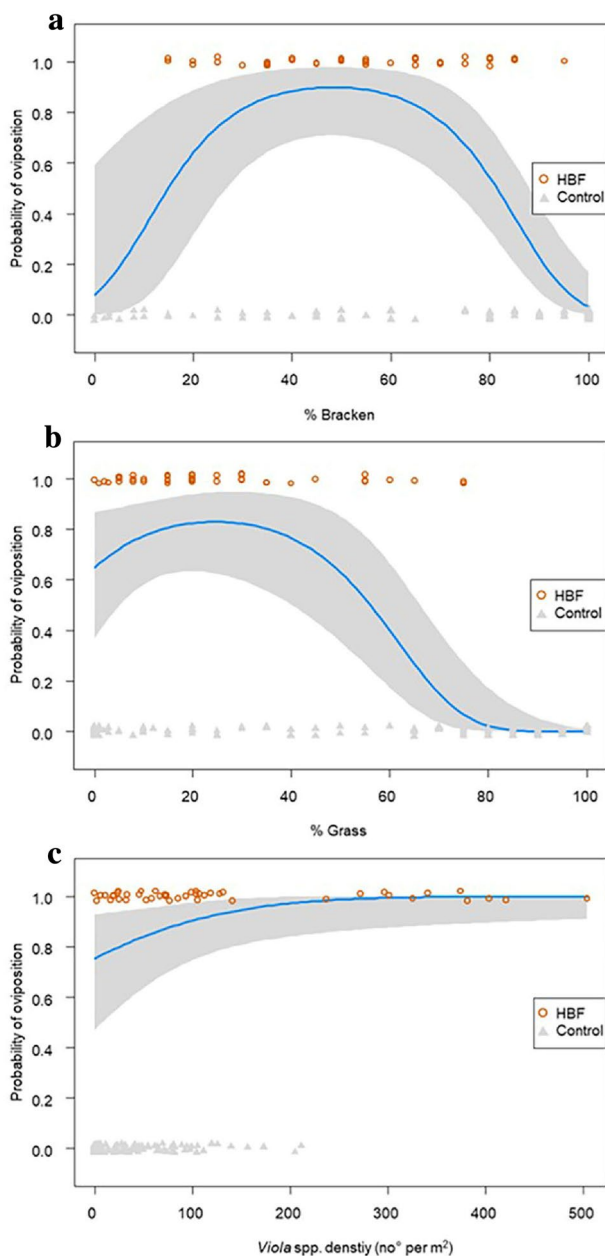 a
1.0
0.8
0.6
0.4
0.2
0.0
Probability of oviposition
HBF
Control
0 20 40 60 80 100
% Bracken
b
1.0
0.8
0.6
0.4
0.2
0.0
Probability of oviposition
HBF
Control
0 20 40 60 80 100
% Grass
c
1.0
0.8
0.6
0.4
0.2
0.0
Probability of oviposition
HBF
Control
0 100 200 300 400 500
Viola spp. denstiy (no° per m²)